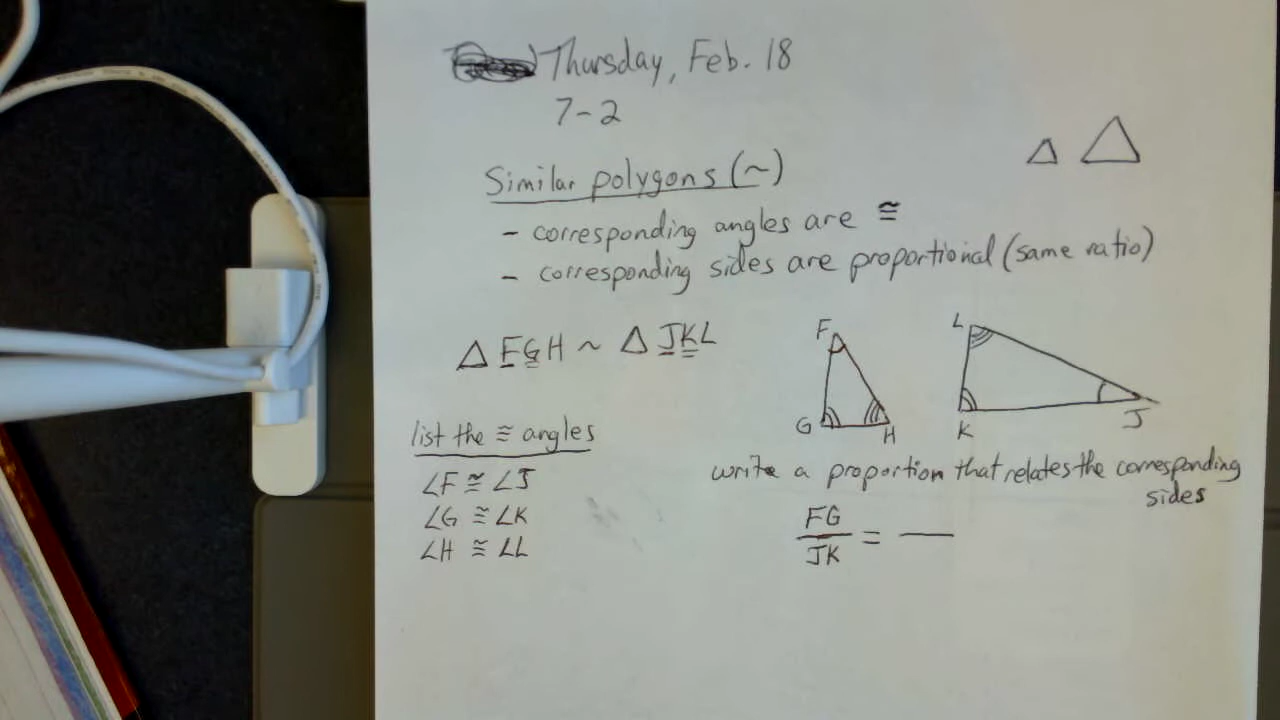 Thursday, Feb. 18
7-2
Similar polygons (~)
- corresponding angles are ≅
- corresponding sides are proportional (same ratio)
△ FGH ~ △ JKL
F
G
H
L
K
J
list the ≅ angles
∠F ≅ ∠J
∠G ≅ ∠K
∠H ≅ ∠L
write a proportion that relates the corresponding
sides
FG
JK
=